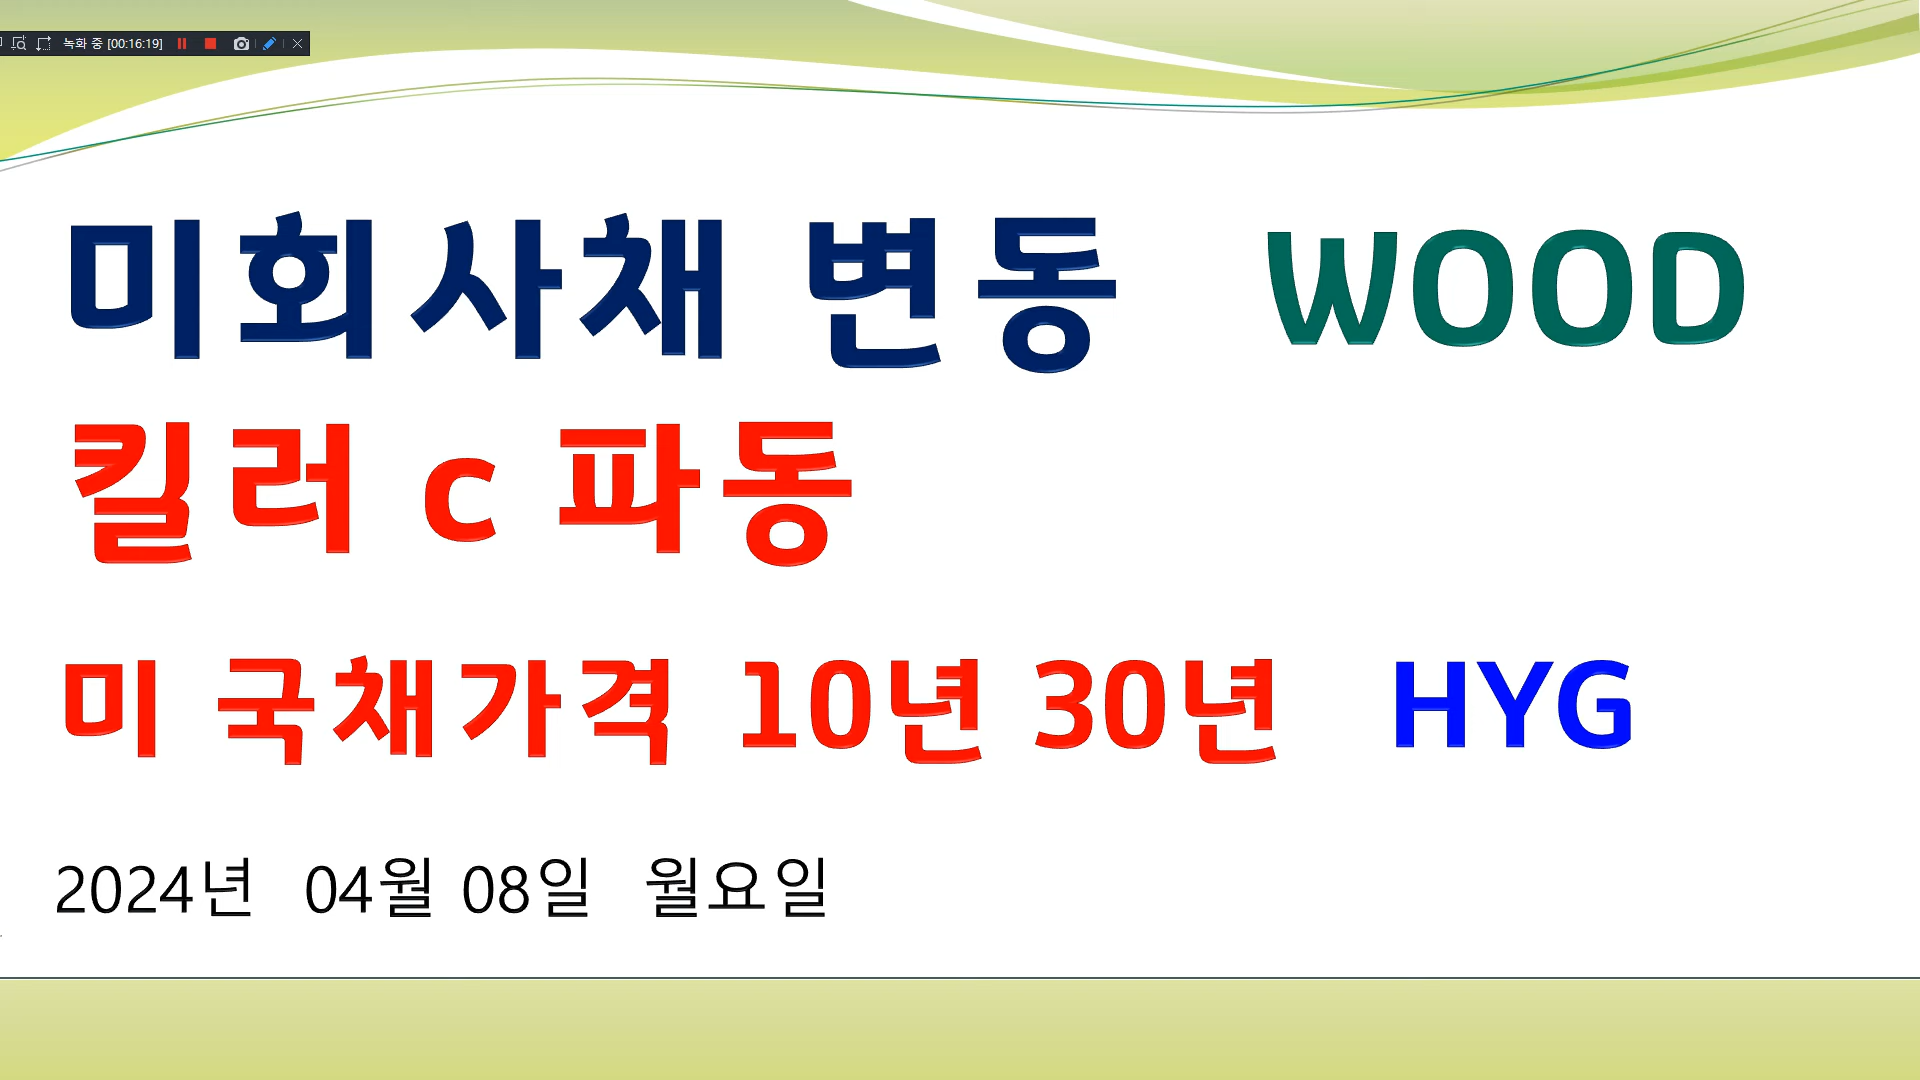 녹화 중 [00:16:19]
미회사채 변동 WOOD
킬러 c 파동
미 국채가격 10년 30년 HYG
2024년 04월 08일 월요일